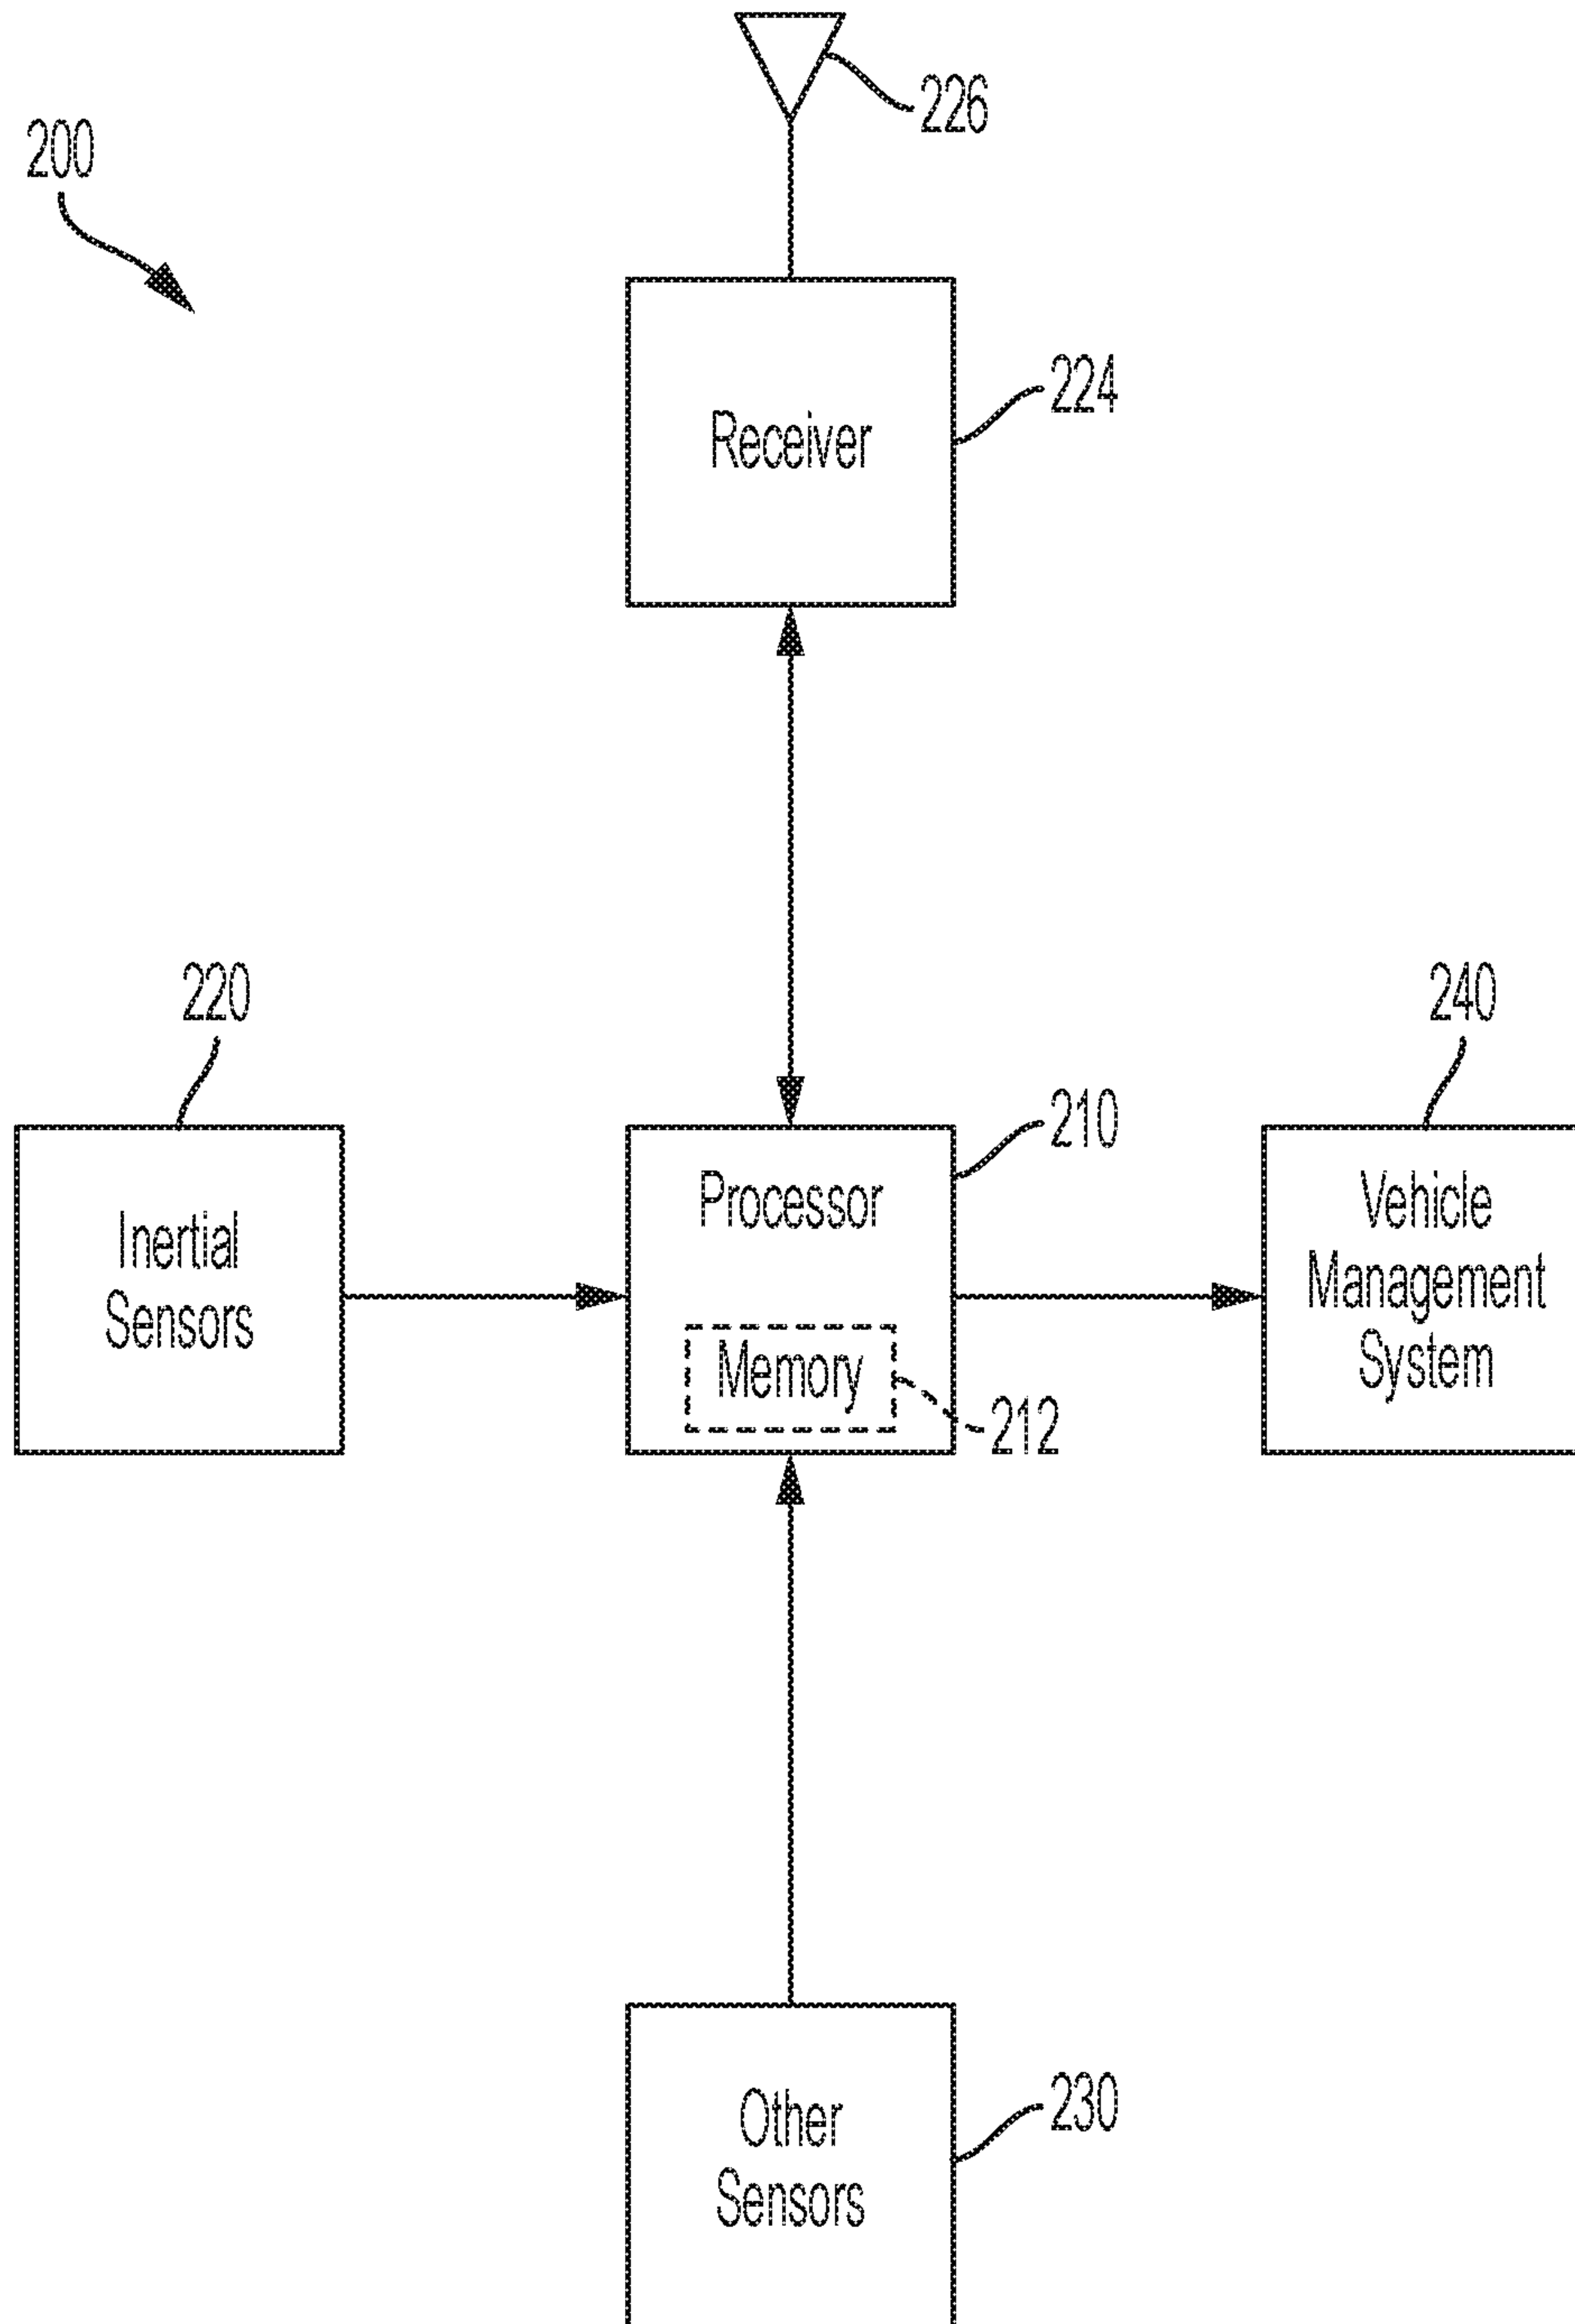 226
200
224
Receiver
220
240
210
Inertial
Sensors
Processor
Memory
212
Vehicle
Management
System
230
Other
Sensors